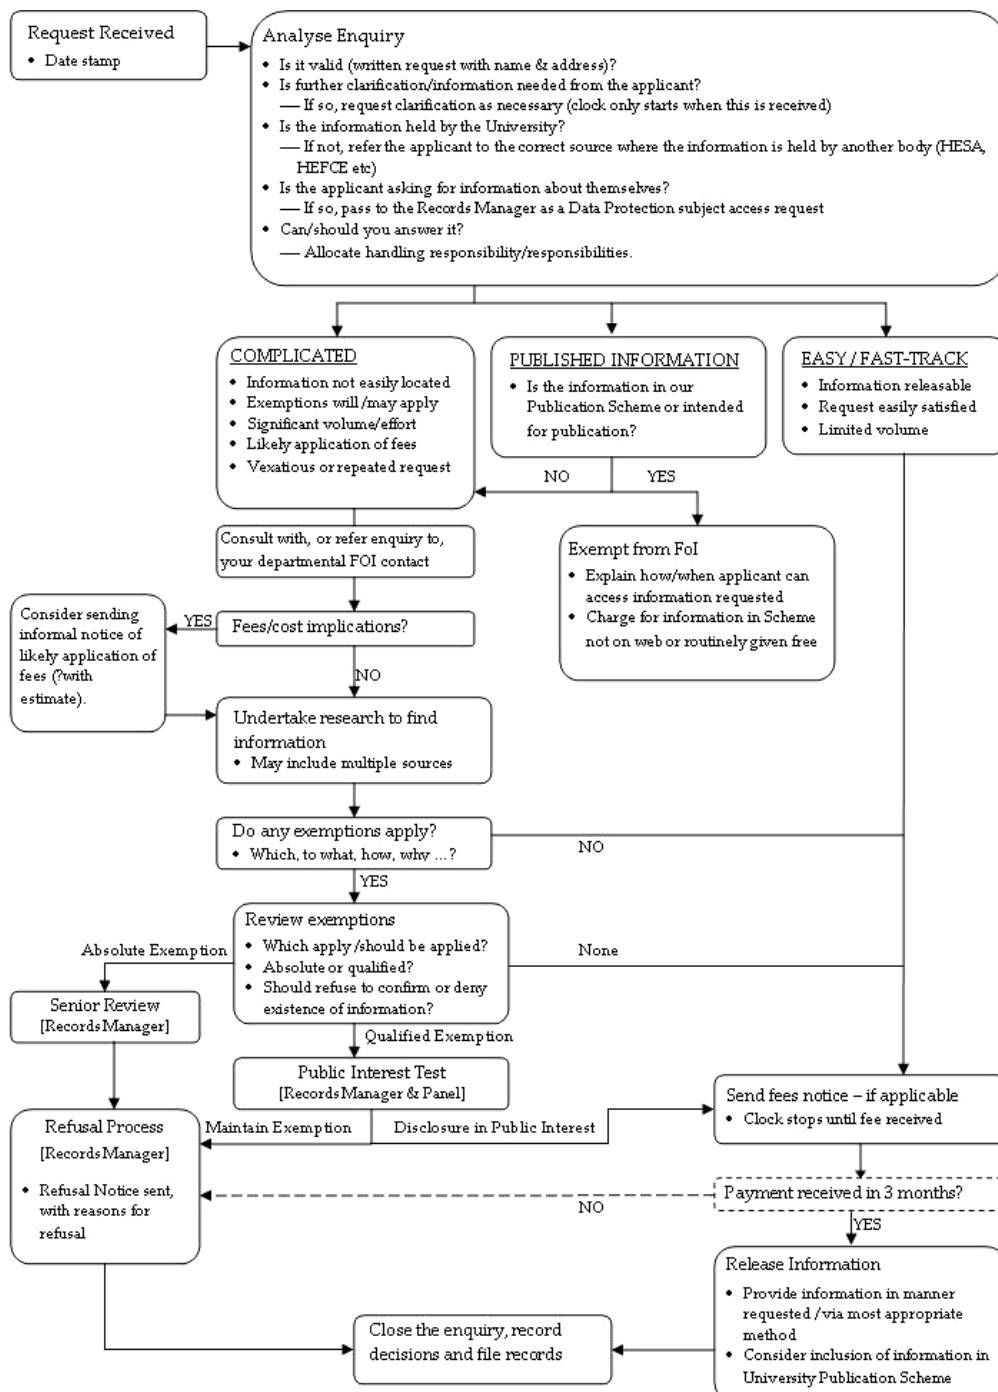 Request Received
• Date stamp
Analyse Enquiry
• Is it valid (written request with name & address)?
• Is further clarification/information needed from the applicant?
— If so, request clarification as necessary (clock only starts when this is received)
• Is the information held by the University?
— If not, refer the applicant to the correct source where the information is held by another body (HESA,
HEFCE etc)
• Is the applicant asking for information about themselves?
— If so, pass to the Records Manager as a Data Protection subject access request
• Can/should you answer it?
— Allocate handling responsibility/responsibilities.
COMPLICATED
• Information not easily located
• Exemptions will/may apply
• Significant volume/effort
• Likely application of fees
• Vexatious or repeated request
PUBLISHED INFORMATION
• Is the information in our
Publication Scheme or intended
for publication?
EASY / FAST-TRACK
• Information releasable
• Request easily satisfied
• Limited volume
NO
YES
Consult with, or refer enquiry to,
your departmental FOI contact
Exempt from FoI
• Explain how/when applicant can
access information requested
• Charge for information in Scheme
not on web or routinely given free
Consider sending
informal notice of
likely application of
fees (?with
estimate).
YES
Fees/cost implications?
NO
Undertake research to find
information
• May include multiple sources
Do any exemptions apply?
• Which, to what, how, why ...?
NO
YES
Review exemptions
• Which apply/should be applied?
• Absolute or qualified?
• Should refuse to confirm or deny
existence of information?
Absolute Exemption
None
Senior Review
[Records Manager]
Qualified Exemption
Public Interest Test
[Records Manager & Panel]
Send fees notice – if applicable
• Clock stops until fee received
Refusal Process
[Records Manager]
• Refusal Notice sent,
with reasons for
refusal
Maintain Exemption
Disclosure in Public Interest
Payment received in 3 months?
NO
YES
Release Information
• Provide information in manner
requested/via most appropriate
method
• Consider inclusion of information in
University Publication Scheme
Close the enquiry, record
decisions and file records